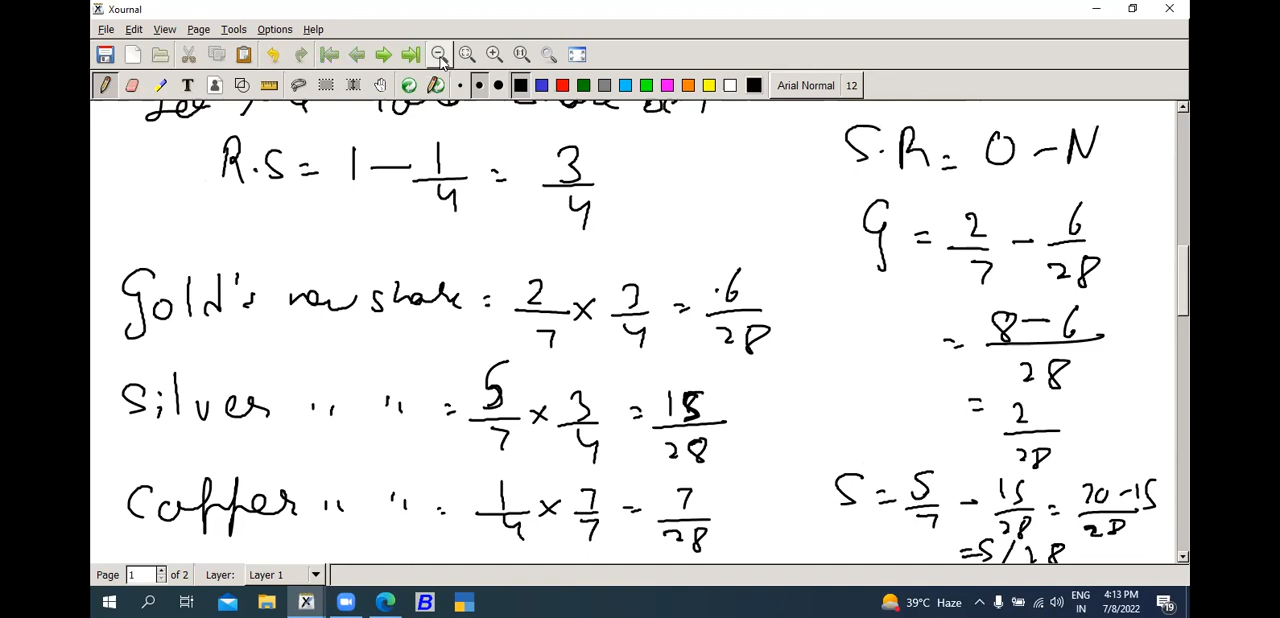 Xournal
File Edit View Page Tools Options Help
Arial Normal 12
R.S = 1 - 1/4 = 3/4
Gold's new share = 2/7 × 3/4 = 6/28
Silver " " = 5/7 × 3/4 = 15/28
Copper " " = 1/4 × 7/7 = 7/28
S.R = O - N
G = 2/7 - 6/28
= 8 - 6/28
= 2/28
S = 5/7 - 15/28 = 20 - 15/28
= 5/28
Page 1 of 2 Layer: Layer 1
39°C Haze ENG IN 4:13 PM 7/8/2022 19